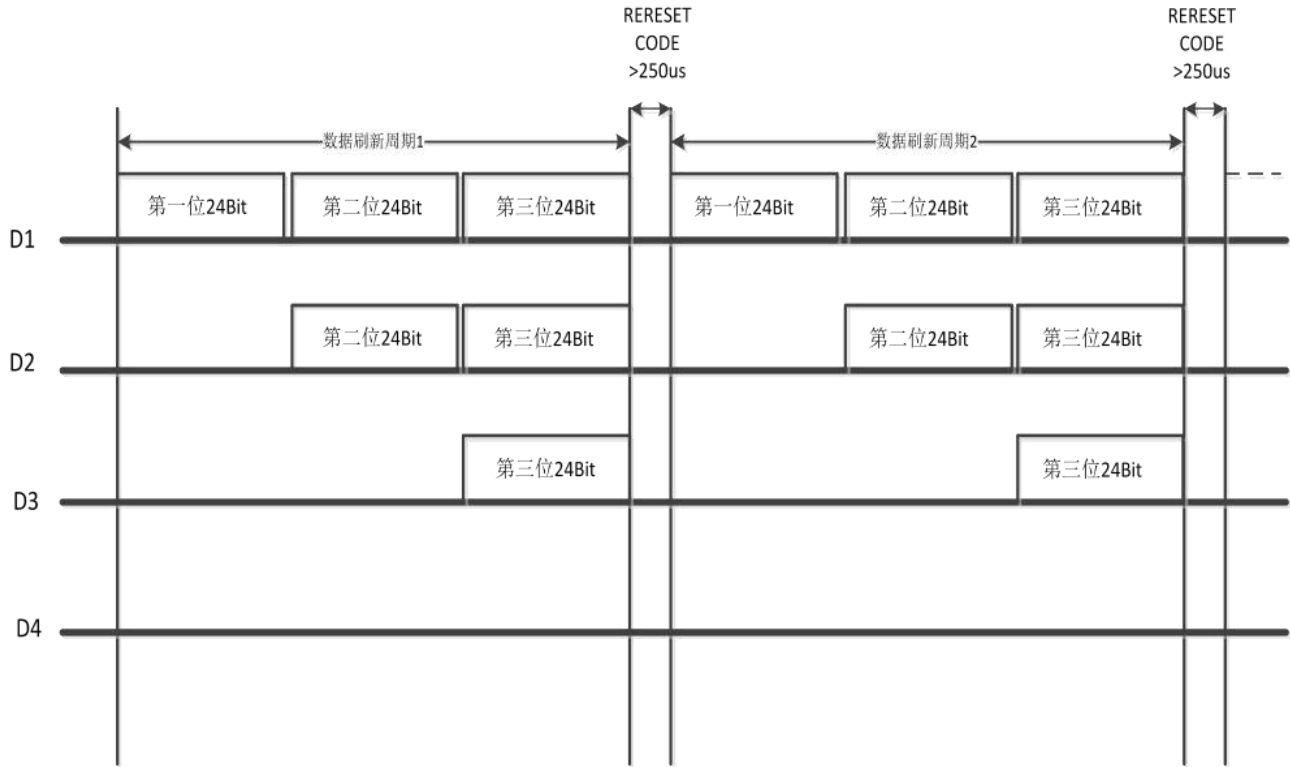 RERESET
CODE
>250us
RERESET
CODE
>250us
数据刷新周期1
数据刷新周期2
D1
第一位24Bit
第二位24Bit
第三位24Bit
第一位24Bit
第二位24Bit
第三位24Bit
D2
第二位24Bit
第三位24Bit
第二位24Bit
第三位24Bit
D3
第三位24Bit
第三位24Bit
D4